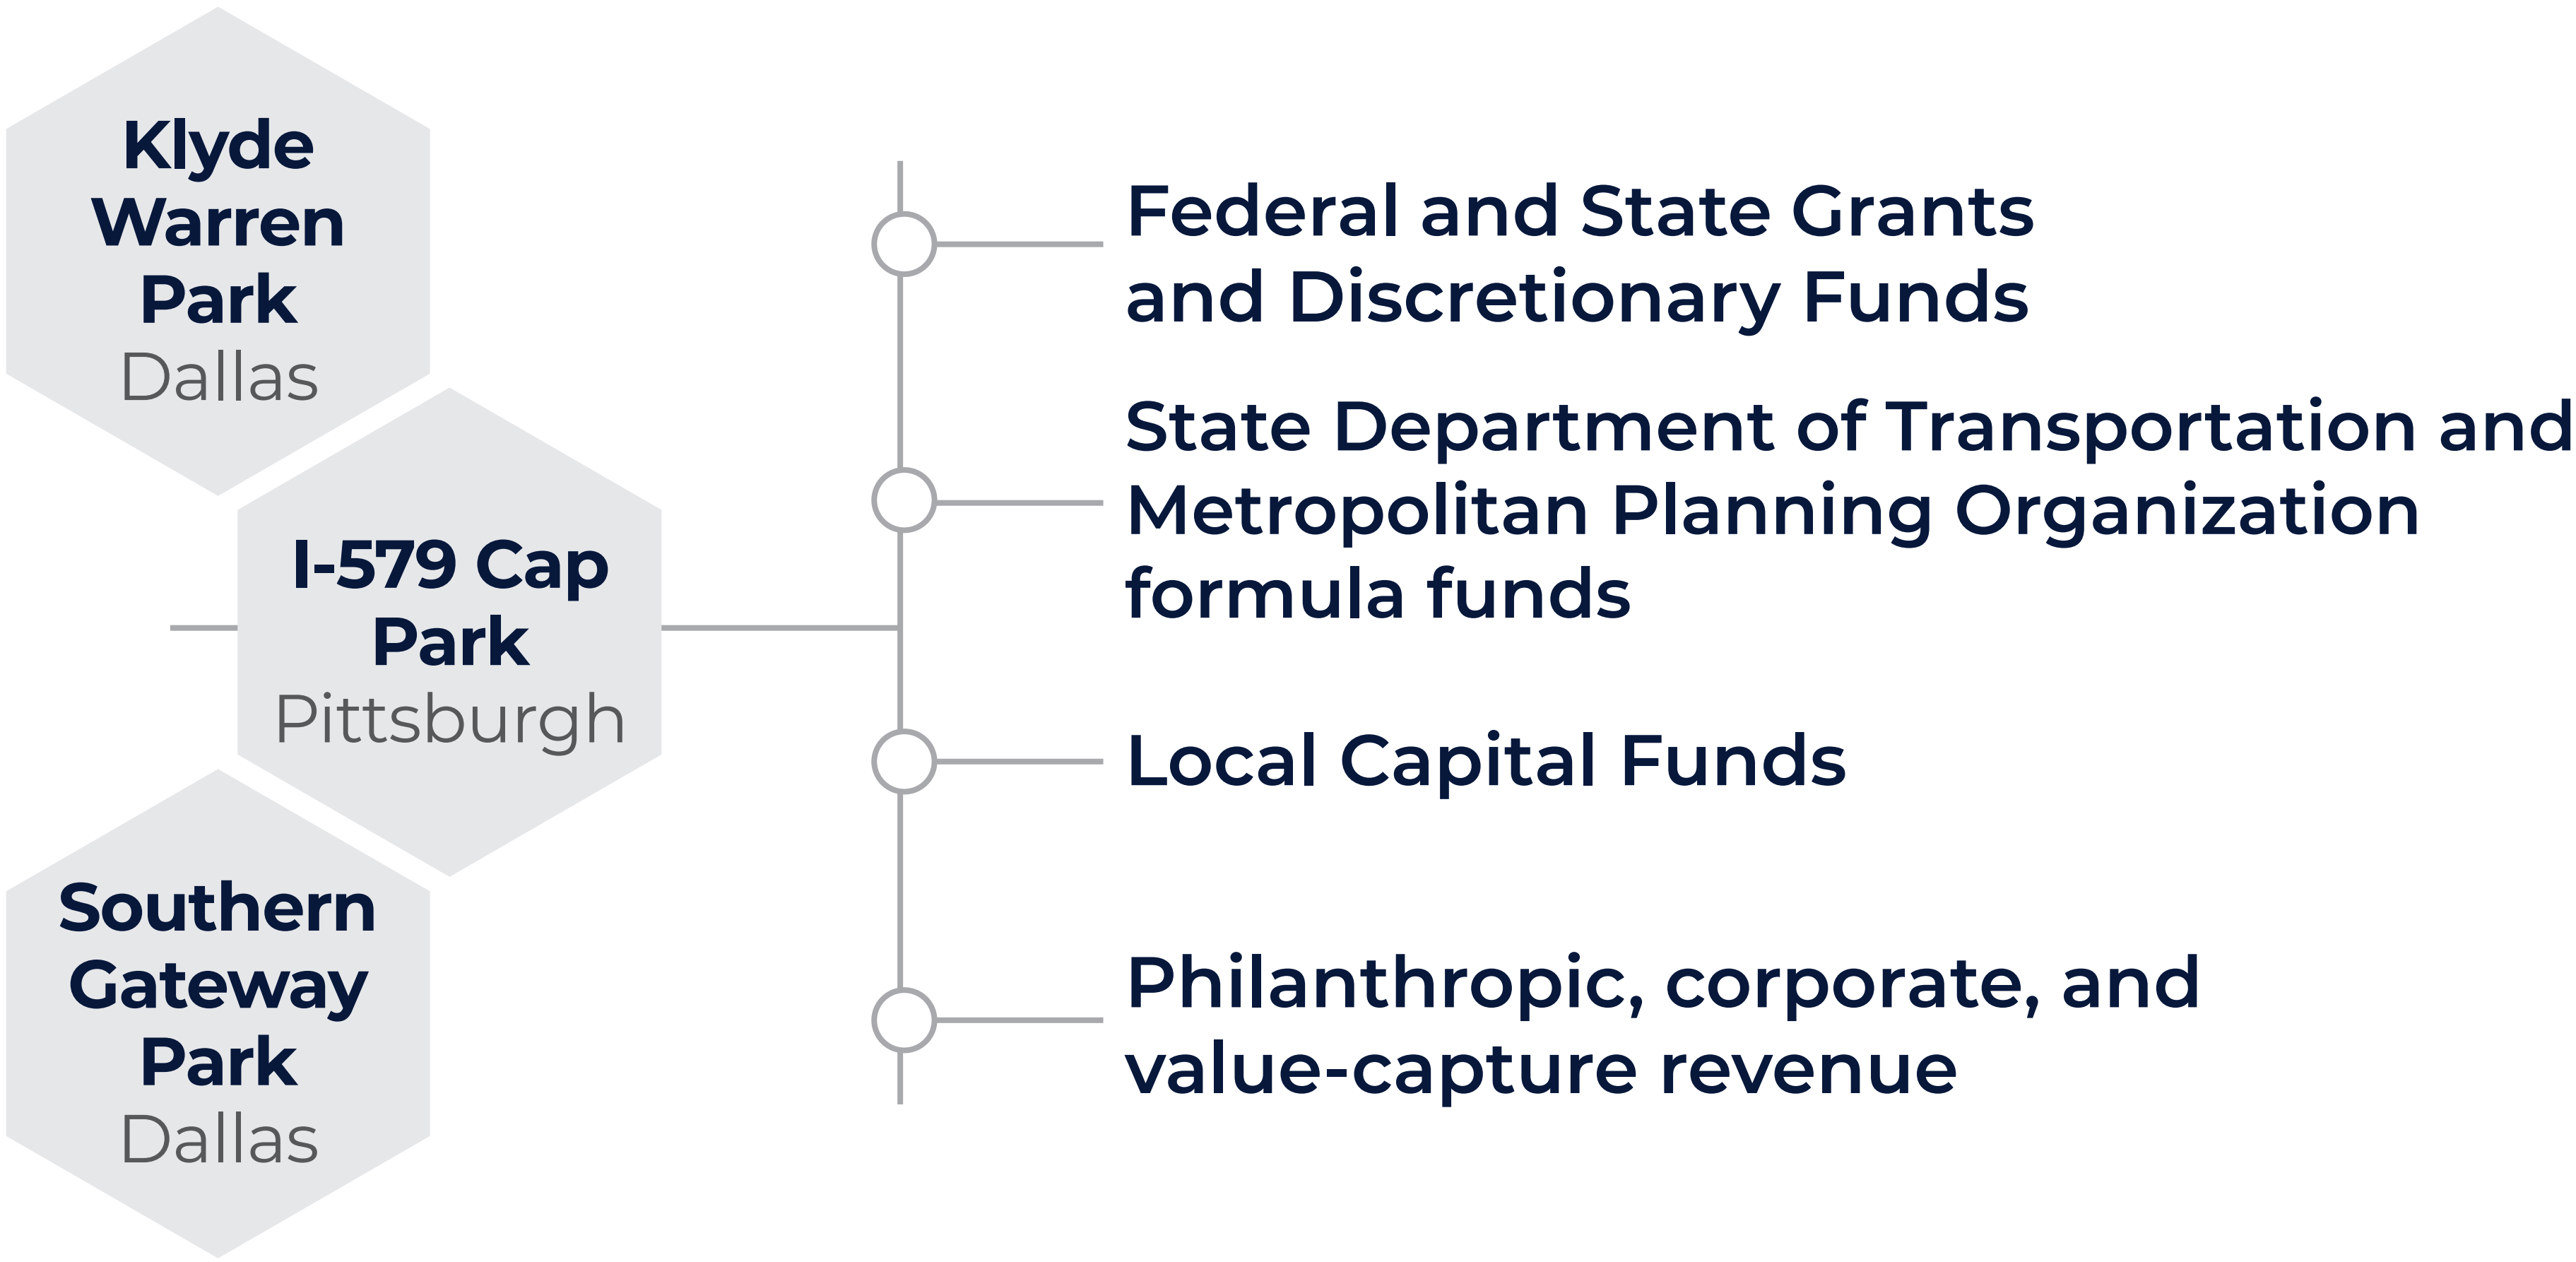 Klyde
Warren
Park
Dallas
I-579 Cap
Park
Pittsburgh
Southern
Gateway
Park
Dallas
Federal and State Grants
and Discretionary Funds
State Department of Transportation and
Metropolitan Planning Organization
formula funds
Local Capital Funds
Philanthropic, corporate, and
value-capture revenue